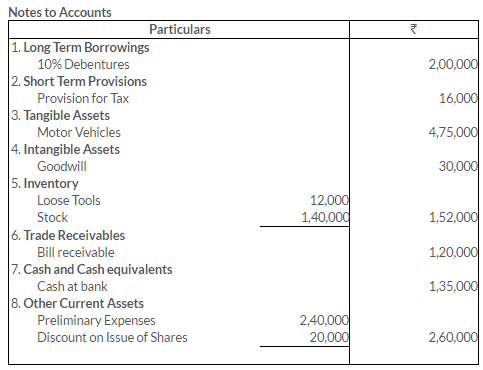 Notes to Accounts
Particulars ₹
1. Long Term Borrowings
10% Debentures 2,00,000
2. Short Term Provisions
Provision for Tax 16,000
3. Tangible Assets
Motor Vehicles 4,75,000
4. Intangible Assets
Goodwill 30,000
5. Inventory
Loose Tools 12,000
Stock 1,40,000 1,52,000
6. Trade Receivables
Bill receivable 1,20,000
7. Cash and Cash equivalents
Cash at bank 1,35,000
8. Other Current Assets
Preliminary Expenses 2,40,000
Discount on Issue of Shares 20,000 2,60,000